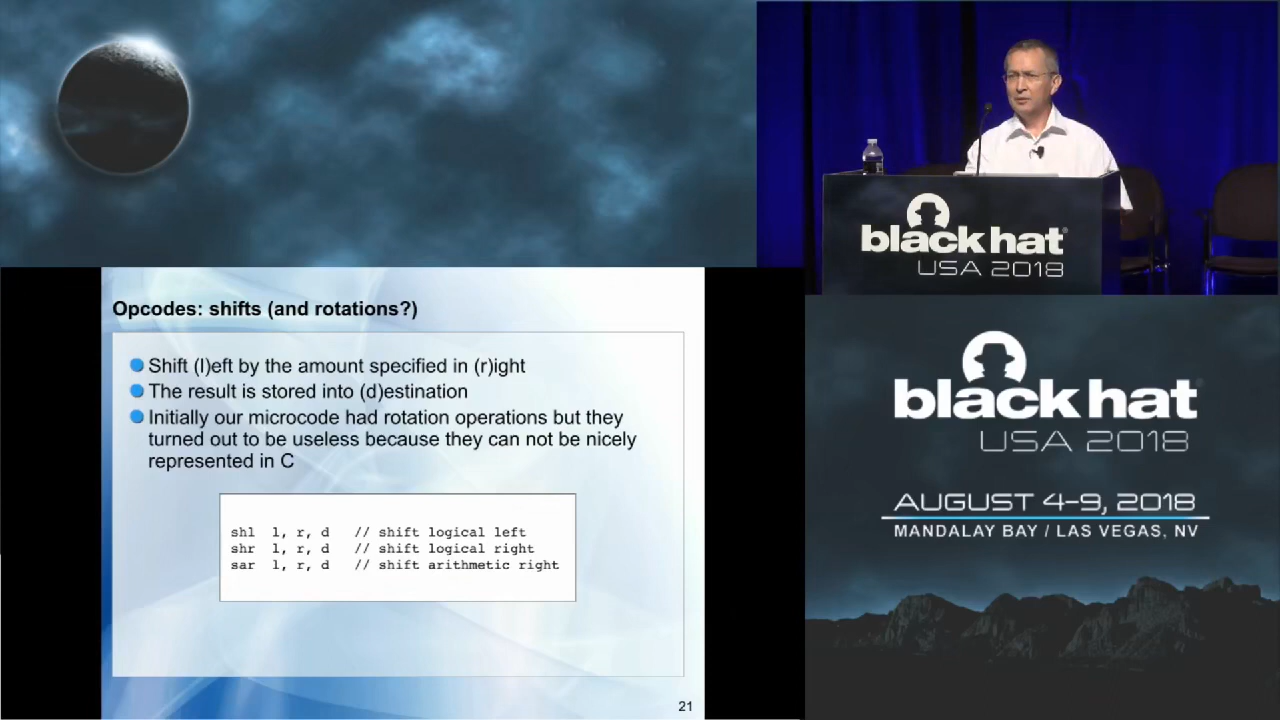 black hat
USA 2018
Opcodes: shifts (and rotations?)
Shift (l)eft by the amount specified in (r)ight
The result is stored into (d)estination
Initially our microcode had rotation operations but they
turned out to be useless because they can not be nicely
represented in C
shl l, r, d // shift logical left
shr l, r, d // shift logical right
sar l, r, d // shift arithmetic right
21
black hat
USA 2018
AUGUST 4-9, 2018
MANDALAY BAY / LAS VEGAS, NV